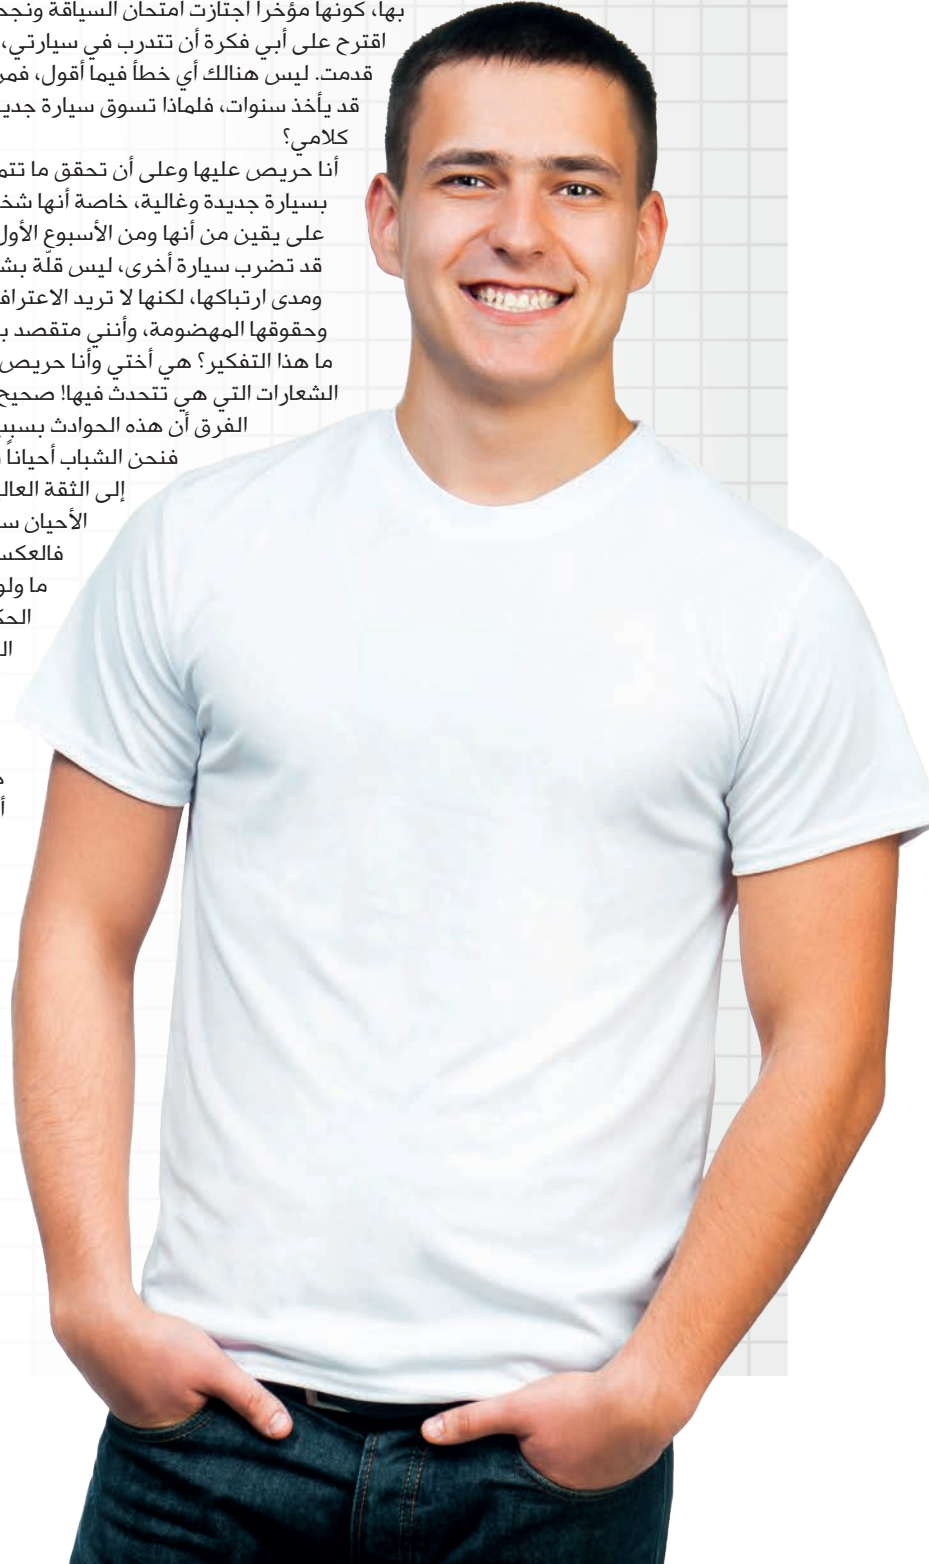 بها، كونها مؤخراً اجتازت امتحان السياقة ونجح
اقترح على أبي فكرة أن تتدرب في سيارتي،
قدمت. ليس هنالك أي خطأ فيما أقول، فمن
قد يأخذ سنوات، فلماذا تسوق سيارة جديد
كلامي؟
أنا حريص عليها وعلى أن تحقق ما تتم
بسيارة جديدة وغالية، خاصة أنها شخ
على يقين من أنها ومن الأسبوع الأول
قد تضرب سيارة أخرى، ليس قلّة بش
ومدى ارتباكها، لكنها لا تريد الاعتراف
وحقوقها المهضومة، وأنني متقصد ب
ما هذا التفكير؟ هي أختي وأنا حريص
الشعارات التي هي تتحدث فيها! صحيح
الفرق أن هذه الحوادث بسبب
فنحن الشباب أحياناً
إلى الثقة العال
الأحيان س
فالعكس
ما ولو
الحك
ال